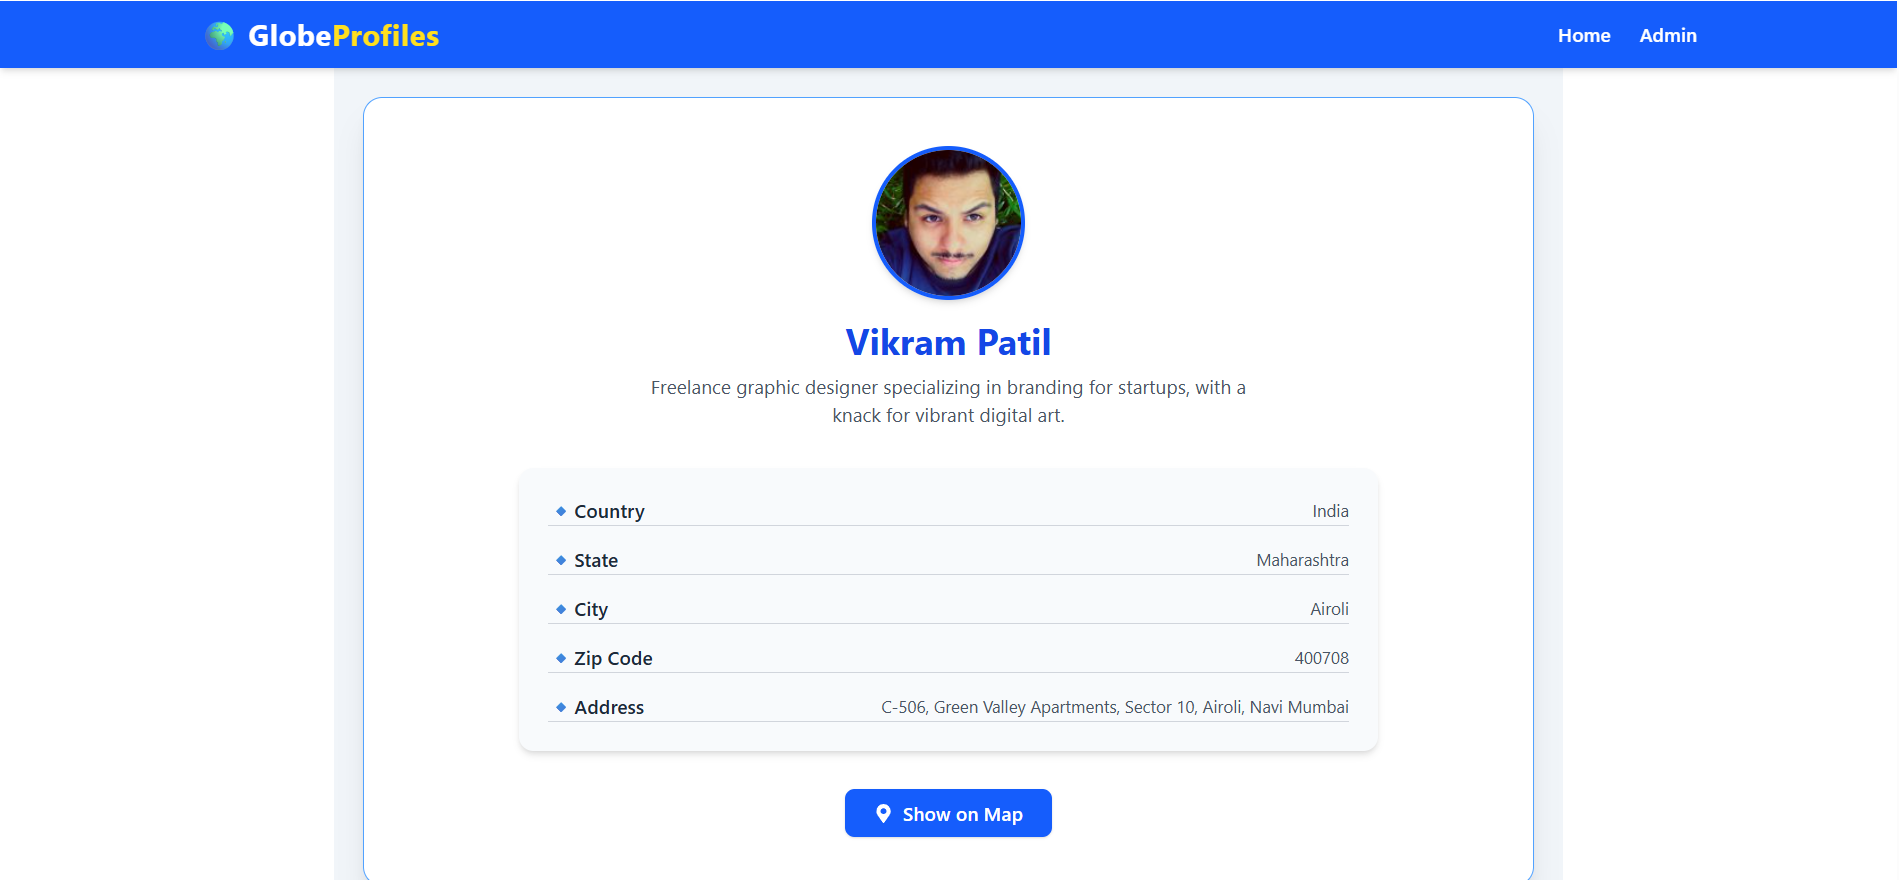 GlobeProfiles
Home
Admin
Vikram Patil
Freelance graphic designer specializing in branding for startups, with a
knack for vibrant digital art.
Country
India
State
Maharashtra
City
Airoli
Zip Code
400708
Address
C-506, Green Valley Apartments, Sector 10, Airoli, Navi Mumbai
Show on Map